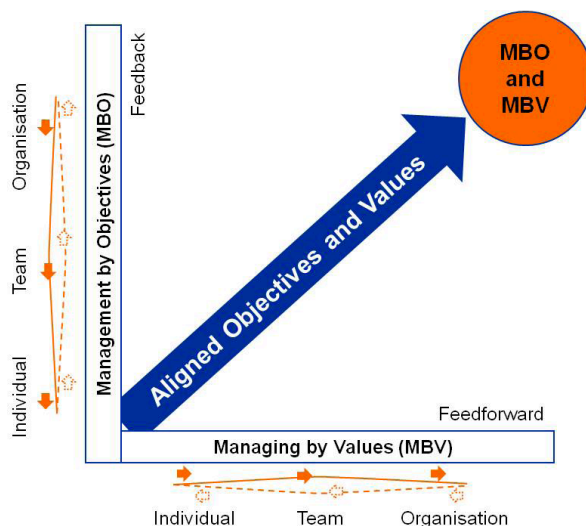 MBO
and
MBV
Feedback
Management by Objectives (MBO)
Organisation
Team
Individual
Aligned Objectives and Values
Feedforward
Managing by Values (MBV)
Individual
Team
Organisation